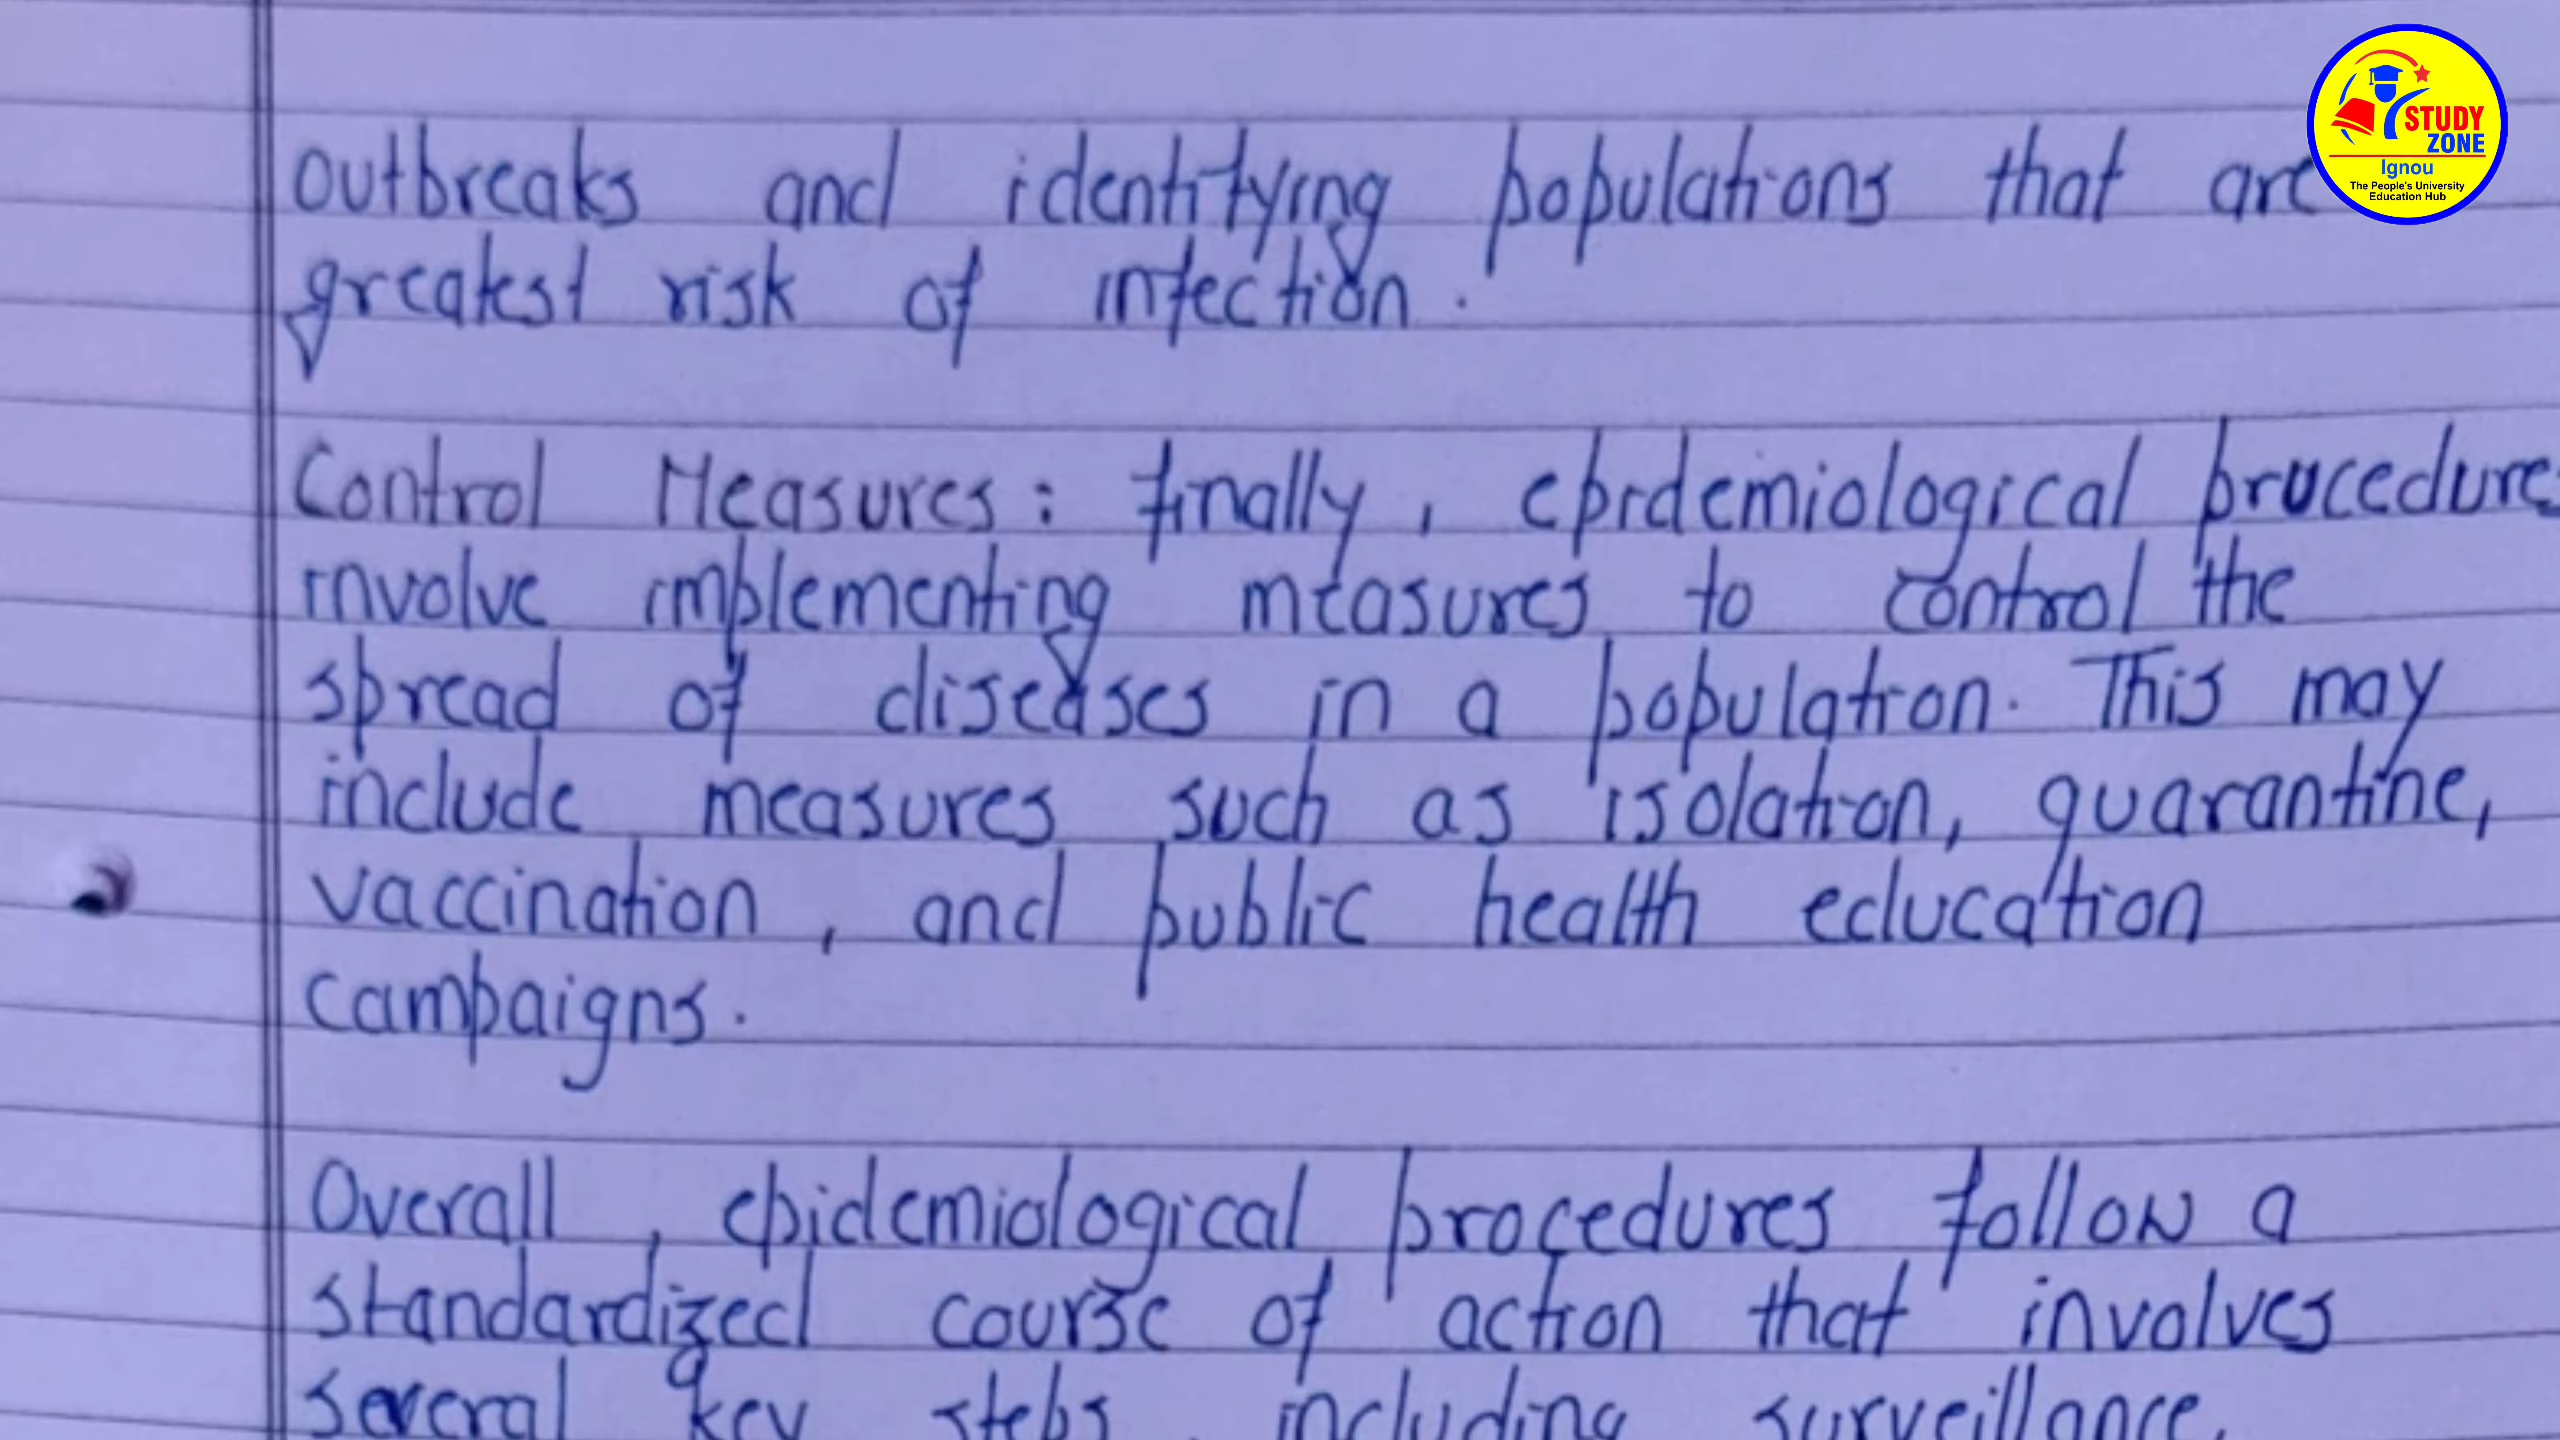 outbreaks and identifying populations that are
greatest risk of infection.
Control Measures: finally, epidemiological procedures
involve implementing measures to control the
spread of diseases in a population. This may
include measures such as isolation, quarantine,
vaccination, and public health education
campaigns.
Overall, epidemiological procedures follow a
standardized course of action that involves
several key steps, including surveillance,
STUDY
ZONE
Ignou
The People's University
Education Hub